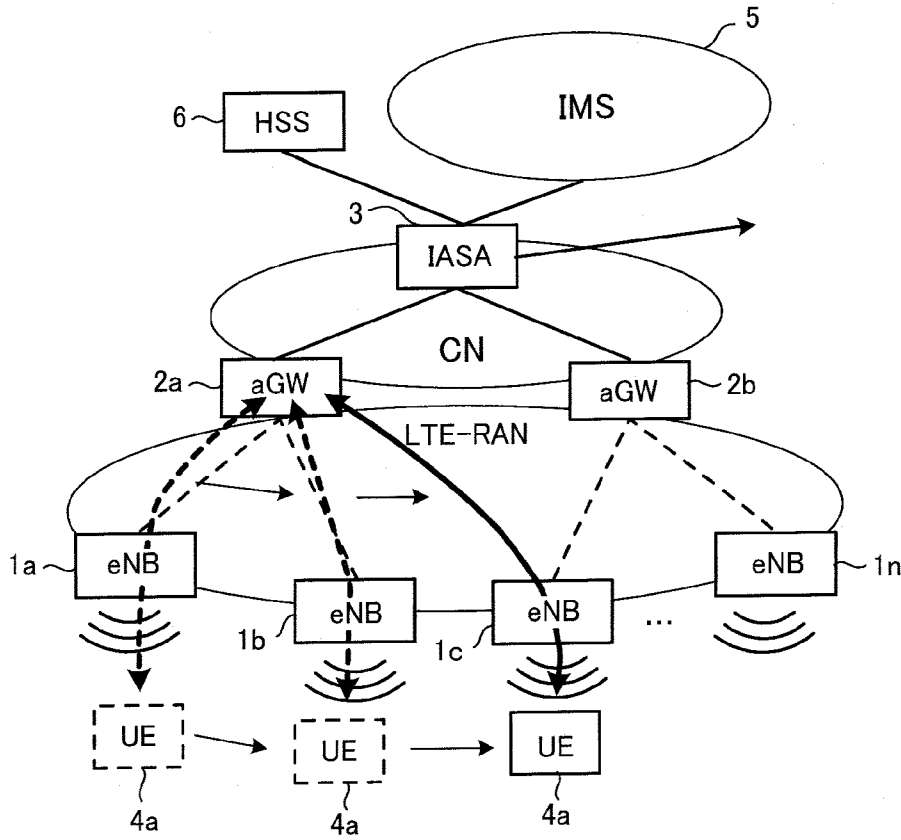 5
IMS
6
HSS
3
IASA
CN
2a
aGW
aGW
2b
LTE-RAN
1a
eNB
eNB
1n
1b
eNB
1c
eNB
...
UE
UE
UE
4a
4a
4a